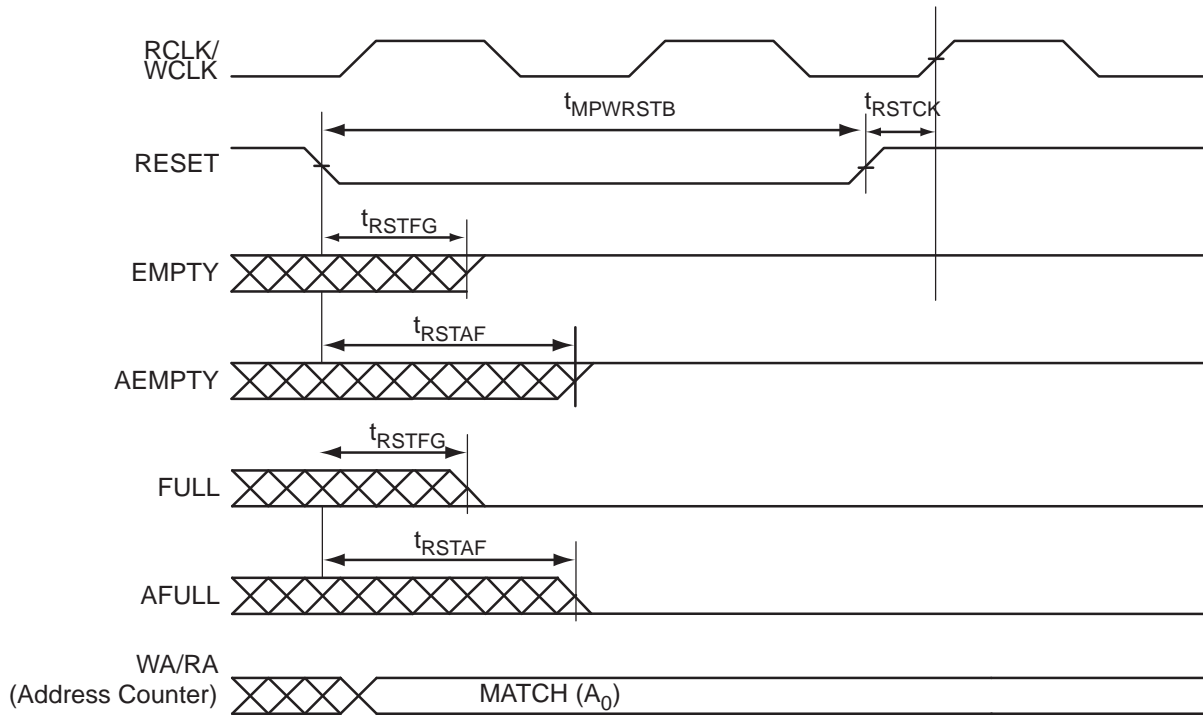 RCLK/
WCLK
tMPWRSTB
tRSTCK
RESET
tRSTFG
EMPTY
tRSTAF
AEMPTY
tRSTFG
FULL
tRSTAF
AFULL
WA/RA
(Address Counter)
MATCH (A0)